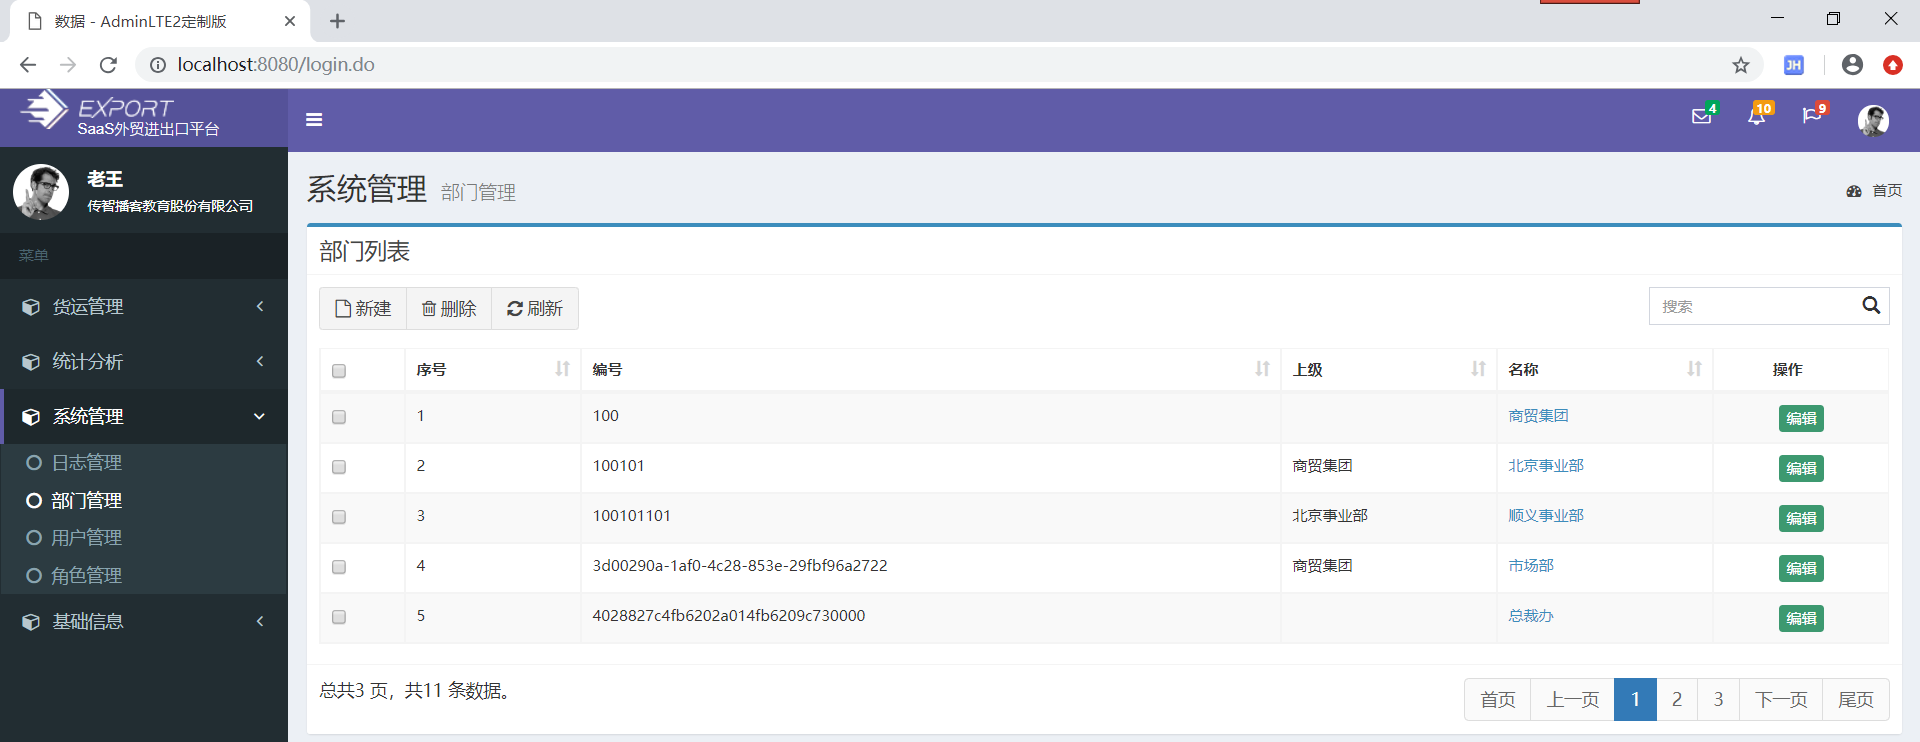 数据 - AdminLTE2定制版
localhost:8080/login.do
JH
EXPORT
SaaS外贸进出口平台
4
10
9
老王
传智播客教育股份有限公司
菜单
货运管理
统计分析
系统管理
日志管理
部门管理
用户管理
角色管理
基础信息
系统管理 部门管理
首页
部门列表
新建 删除 刷新
搜索
序号 编号 上级 名称 操作
1 100 商贸集团 编辑
2 100101 商贸集团 北京事业部 编辑
3 100101101 北京事业部 顺义事业部 编辑
4 3d00290a-1af0-4c28-853e-29fbf96a2722 商贸集团 市场部 编辑
5 4028827c4fb6202a014fb6209c730000 总裁办 编辑
总共3 页，共11 条数据。
首页 上一页 1 2 3 下一页 尾页